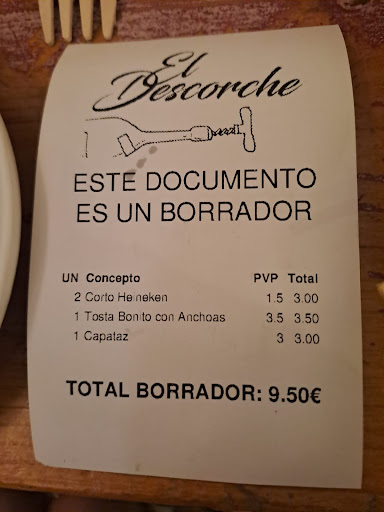 El
Descorche
ESTE DOCUMENTO
ES UN BORRADOR
UN Concepto PVP Total
2 Corto Heineken 1.5 3.00
1 Tosta Bonito con Anchoas 3.5 3.50
1 Capataz 3 3.00
TOTAL BORRADOR: 9.50€